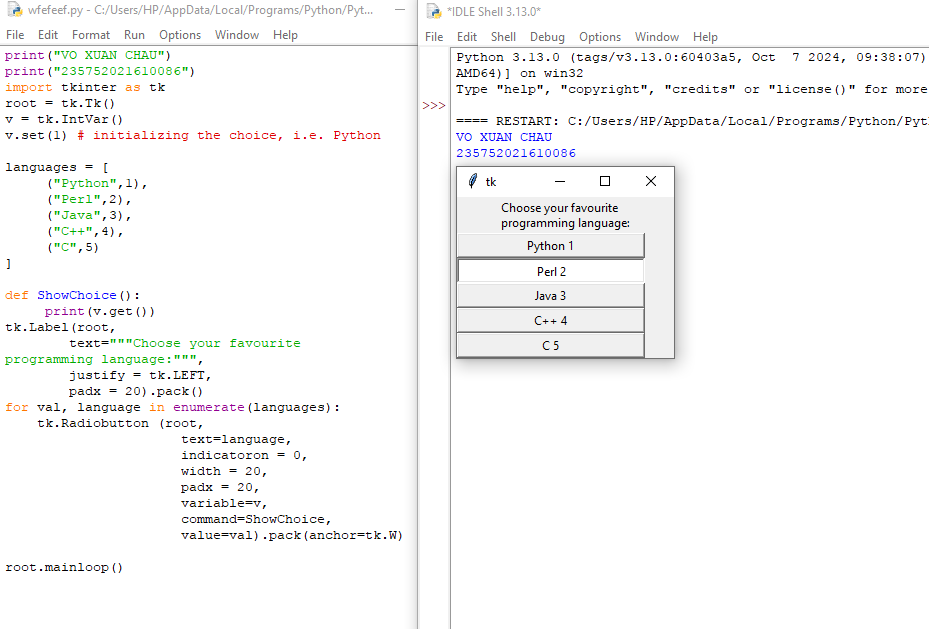 wfefeef.py - C:/Users/HP/AppData/Local/Programs/Python/Pyt...
File Edit Format Run Options Window Help
print("VO XUAN CHAU")
print("235752021610086")
import tkinter as tk
root = tk.Tk()
v = tk.IntVar()
v.set(1) # initializing the choice, i.e. Python
languages = [
("Python",1),
("Perl",2),
("Java",3),
("C++",4),
("C",5)
]
def ShowChoice():
print(v.get())
tk.Label(root,
text="""Choose your favourite
programming language:""",
justify = tk.LEFT,
padx = 20).pack()
for val, language in enumerate(languages):
tk.Radiobutton (root,
text=language,
indicatoron = 0,
width = 20,
padx = 20,
variable=v,
command=ShowChoice,
value=val).pack(anchor=tk.W)
root.mainloop()
*IDLE Shell 3.13.0*
File Edit Shell Debug Options Window Help
Python 3.13.0 (tags/v3.13.0:60403a5, Oct  7 2024, 09:38:07)
AMD64)] on win32
Type "help", "copyright", "credits" or "license()" for more
>>>
==== RESTART: C:/Users/HP/AppData/Local/Programs/Python/Pyt
VO XUAN CHAU
235752021610086
tk
Choose your favourite
programming language:
Python 1
Perl 2
Java 3
C++ 4
C 5